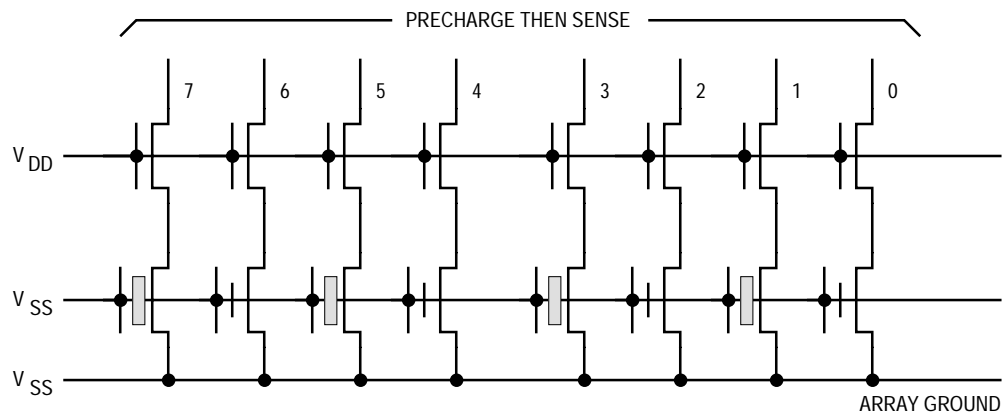 PRECHARGE THEN SENSE
7 6 5 4 3 2 1 0
V DD
V SS
V SS
ARRAY GROUND